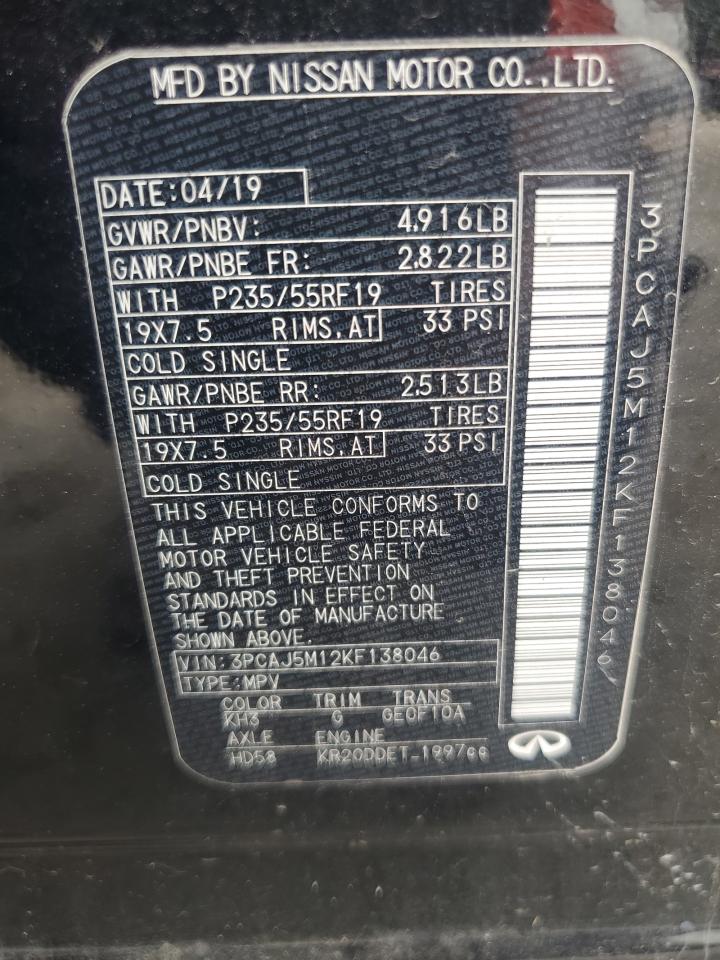 MFD BY NISSAN MOTOR CO.,LTD.
DATE:04/19
GVWR/PNBV: 4,916LB
GAWR/PNBE FR: 2,822LB
WITH P235/55RF19 TIRES
19X7.5 RIMS,AT 33 PSI
COLD SINGLE
GAWR/PNBE RR: 2,513LB
WITH P235/55RF19 TIRES
19X7.5 RIMS,AT 33 PSI
COLD SINGLE
THIS VEHICLE CONFORMS TO
ALL APPLICABLE FEDERAL
MOTOR VEHICLE SAFETY
AND THEFT PREVENTION
STANDARDS IN EFFECT ON
THE DATE OF MANUFACTURE
SHOWN ABOVE.
VIN:3PCAJ5M12KF138046
TYPE:MPV
COLOR TRIM TRANS
KH3 G GE0F10A
AXLE ENGINE
HD58 KR20DDET-1997cc
3PCAJ5M12KF138046